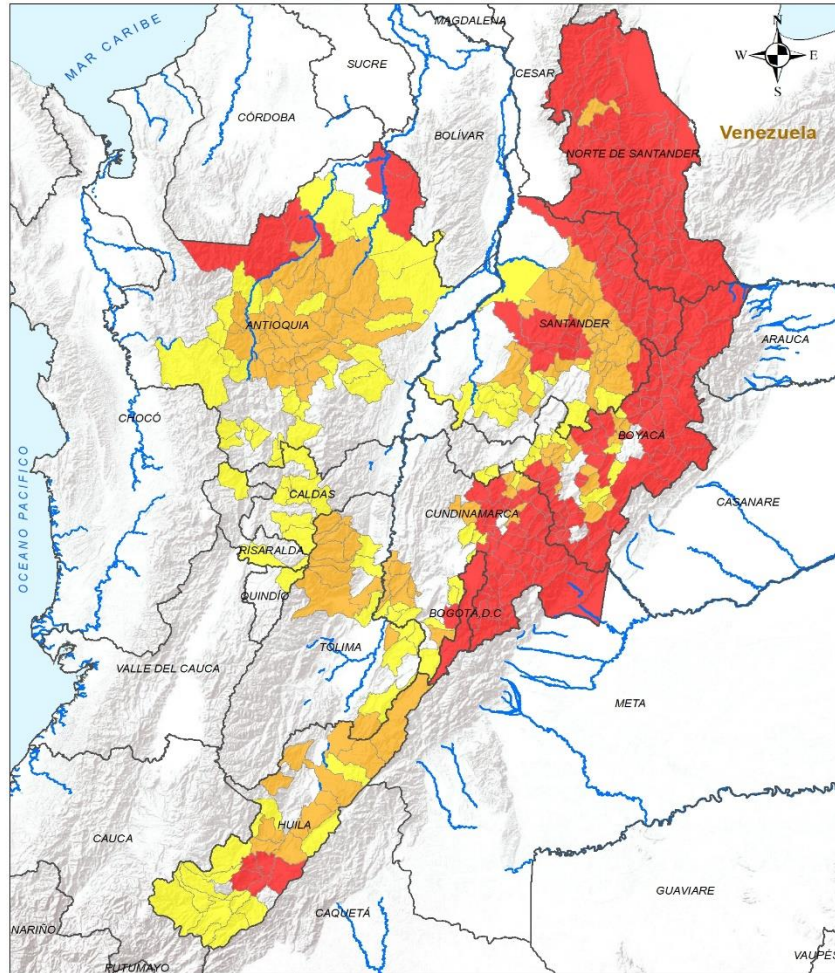 MAGDALENA
N
MAR CARIBE
W
E
SUCRE
CESAR
S
CÓRDOBA
BOLÍVAR
Venezuela
NORTE DE SANTANDER
ANTIOQUIA
SANTANDER
ARAUCA
CHOCÓ
BOYACÁ
OCEANO PACIFICO
CALDAS
CASANARE
CUNDINAMARCA
RISARALDA
QUINDÍO
BOGOTÁ, D.C
TOLIMA
VALLE DEL CAUCA
META
HUILA
CAUCA
GUAVIARE
CAQUETÁ
NARIÑO
VAUPÉS
PUTUMAYO